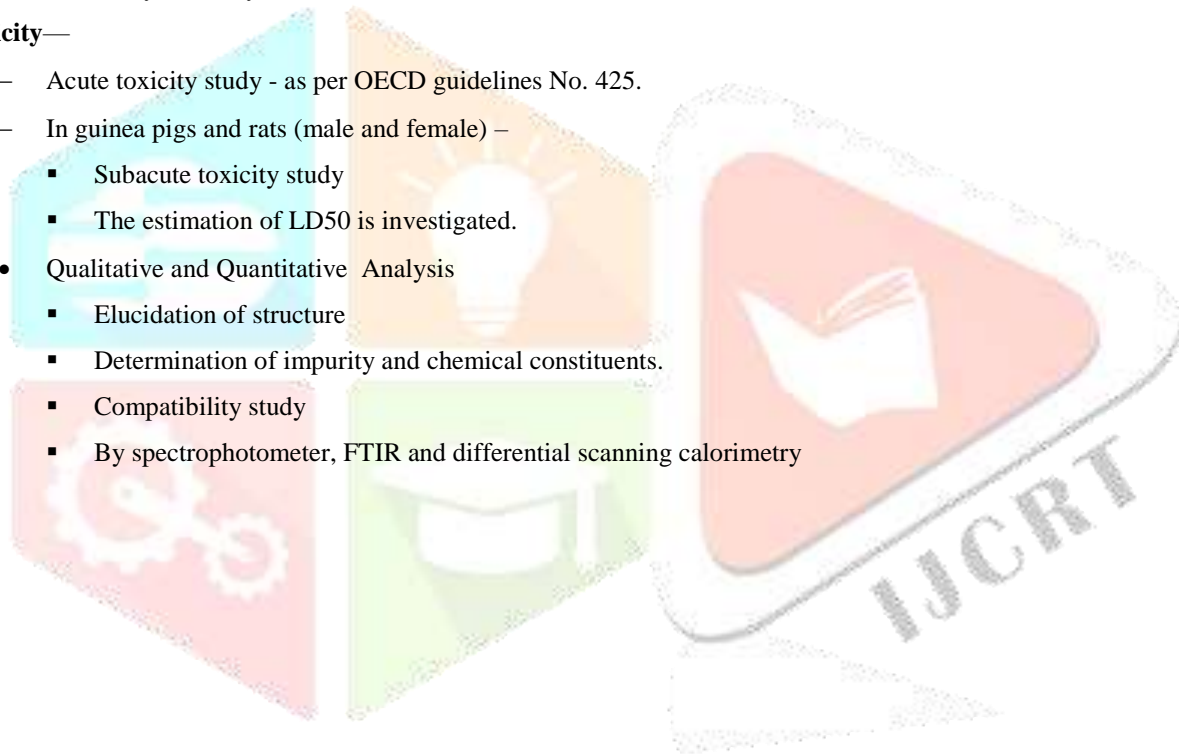 city—
– Acute toxicity study - as per OECD guidelines No. 425.
– In guinea pigs and rats (male and female) –
▪ Subacute toxicity study
▪ The estimation of LD50 is investigated.
• Qualitative and Quantitative Analysis
▪ Elucidation of structure
▪ Determination of impurity and chemical constituents.
▪ Compatibility study
▪ By spectrophotometer, FTIR and differential scanning calorimetry
IJCRT